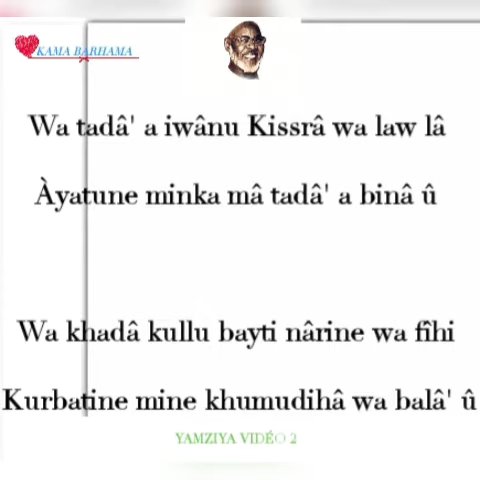 KAMA BARHAMA
Wa tadâ' a iwânu Kissrâ wa law lâ
Àyatune minka mâ tadâ' a binâ û
Wa khadâ kullu bayti nârine wa fîhi
Kurbatine mine khumudihâ wa balâ' û
YAMZIYA VIDÉO 2